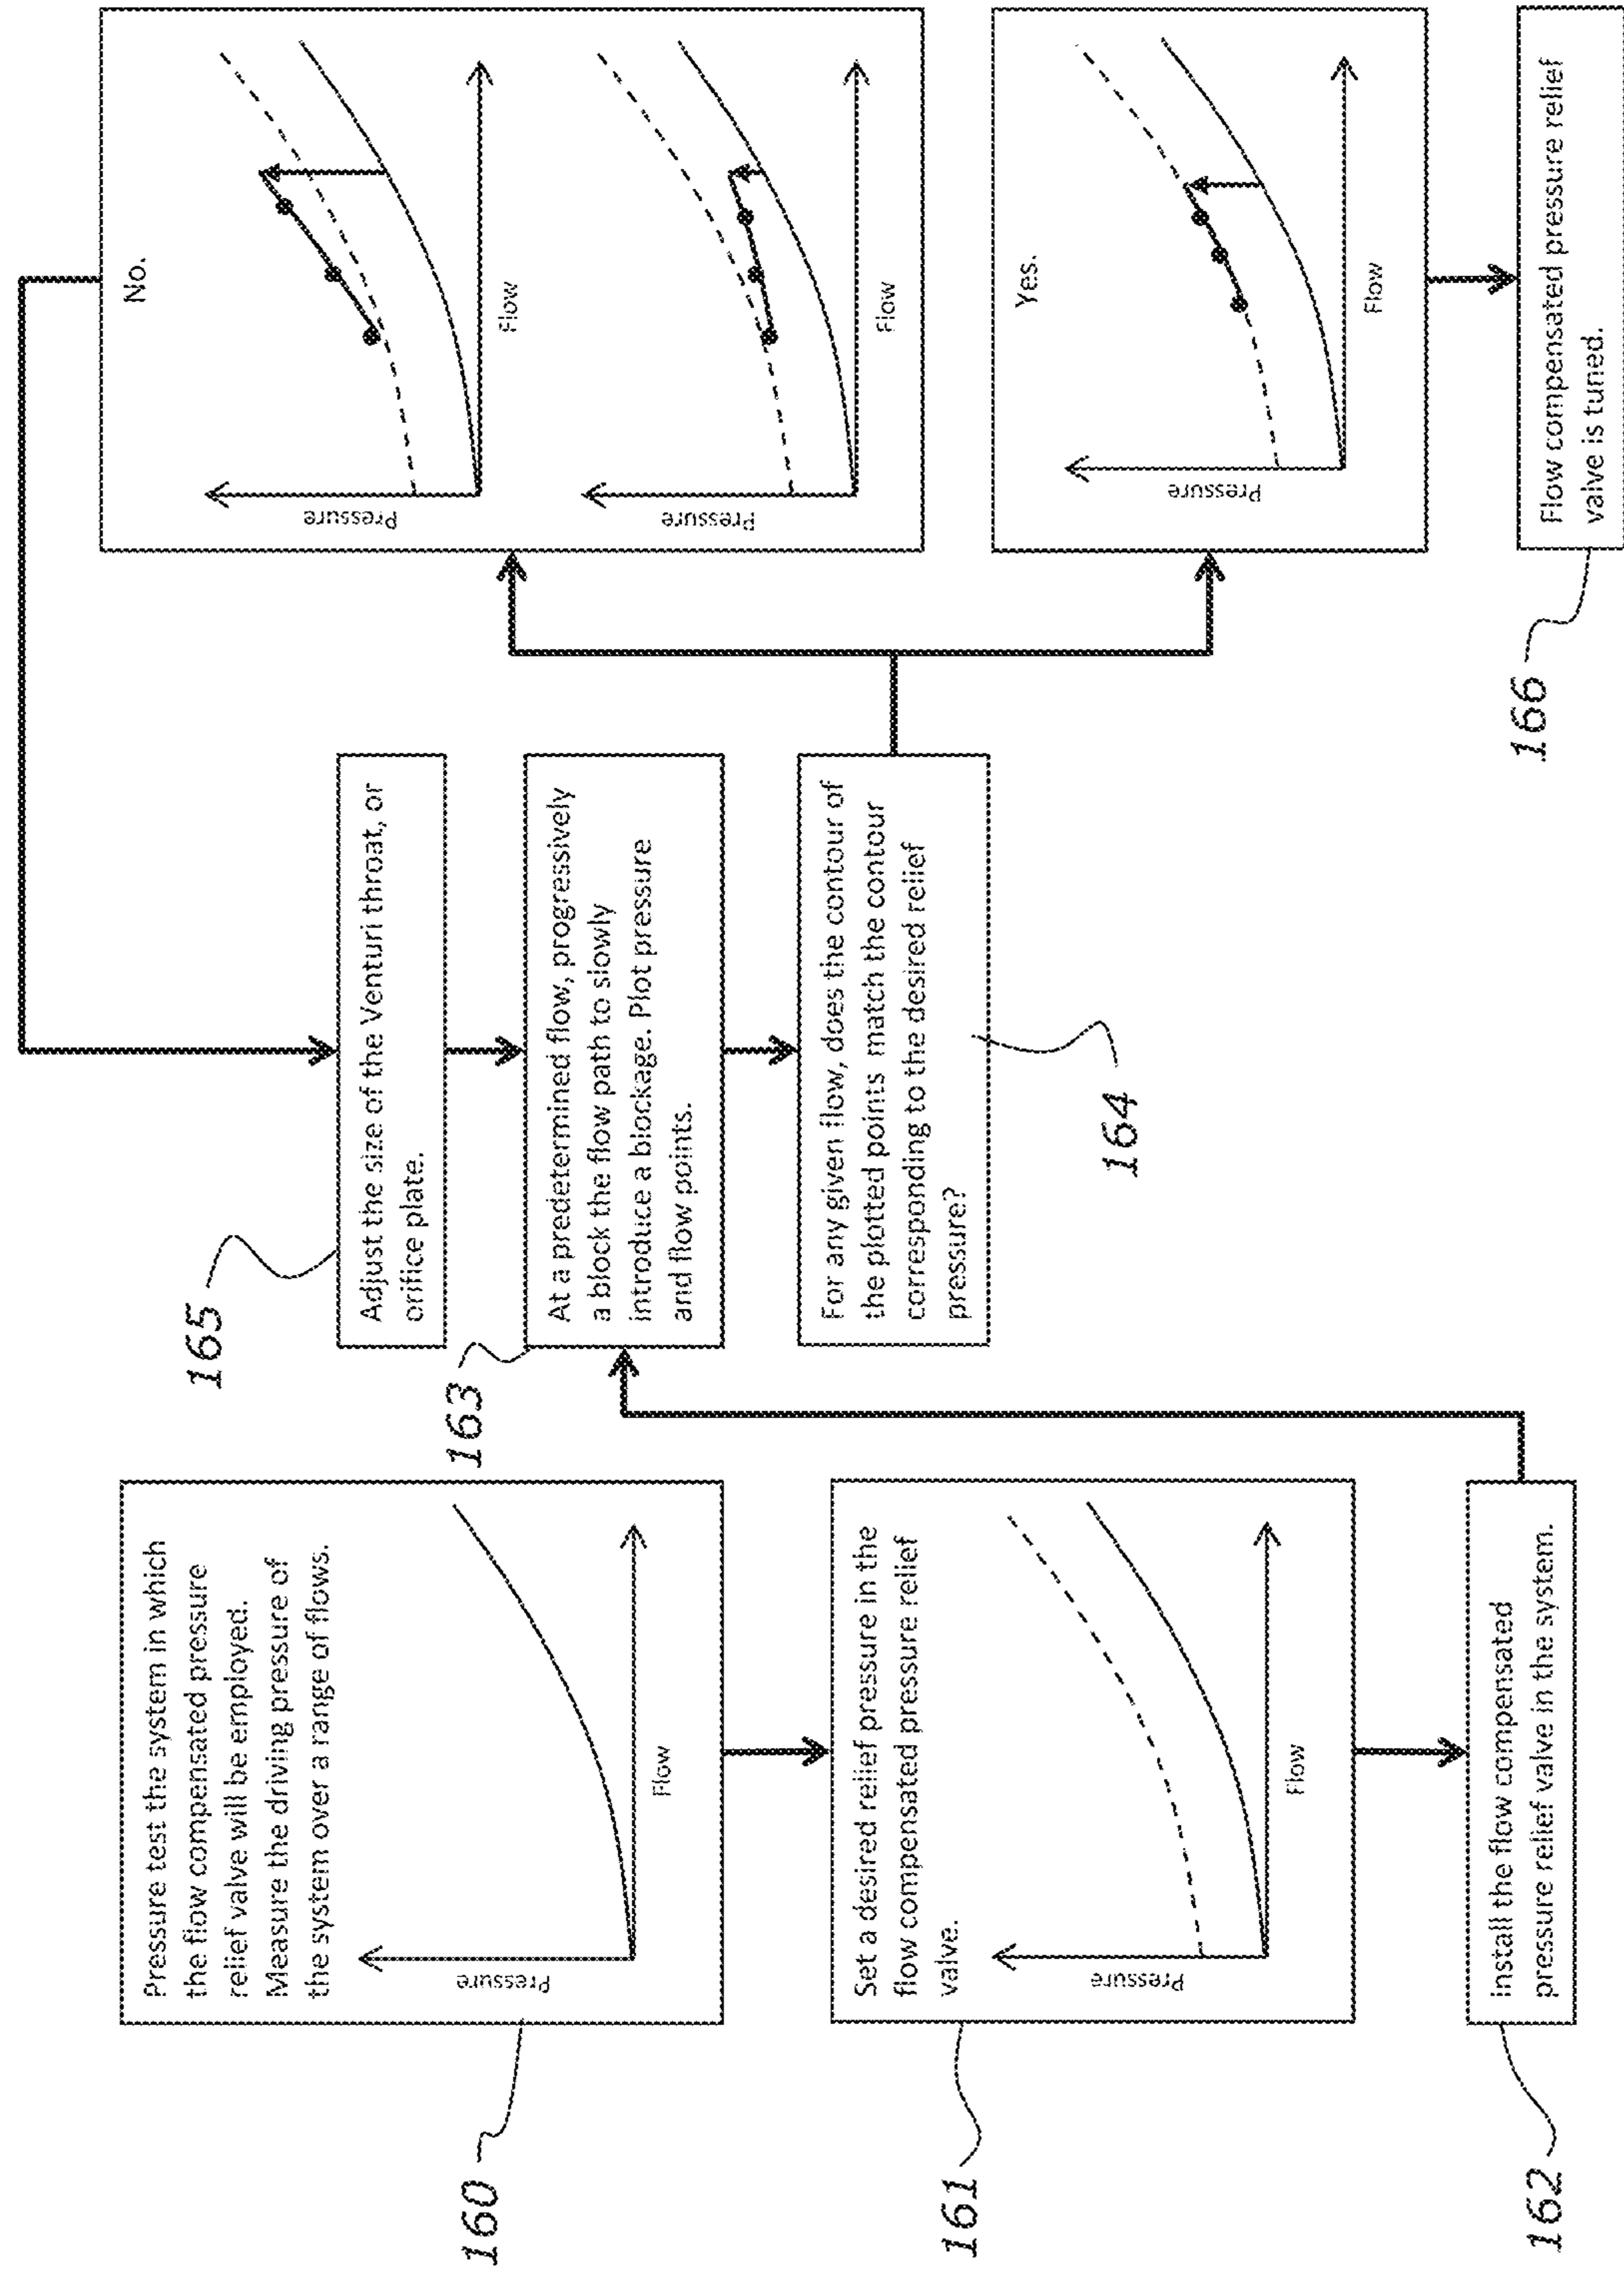 Pressure test the system in which
the flow compensated pressure
relief valve will be employed.
Measure the driving pressure of
the system over a range of flows.
Pressure
Flow
160
Set a desired relief pressure in the
flow compensated pressure relief
valve.
Pressure
Flow
161
Install the flow compensated
pressure relief valve in the system.
162
165
Adjust the size of the Venturi throat, or
orifice plate.
163
At a predetermined flow, progressively
a block the flow path to slowly
introduce a blockage. Plot pressure
and flow points.
For any given flow, does the contour of
the plotted points match the contour
corresponding to the desired relief
pressure?
164
No.
Pressure
Flow
Pressure
Flow
Yes.
Pressure
Flow
Flow compensated pressure relief
valve is tuned.
166